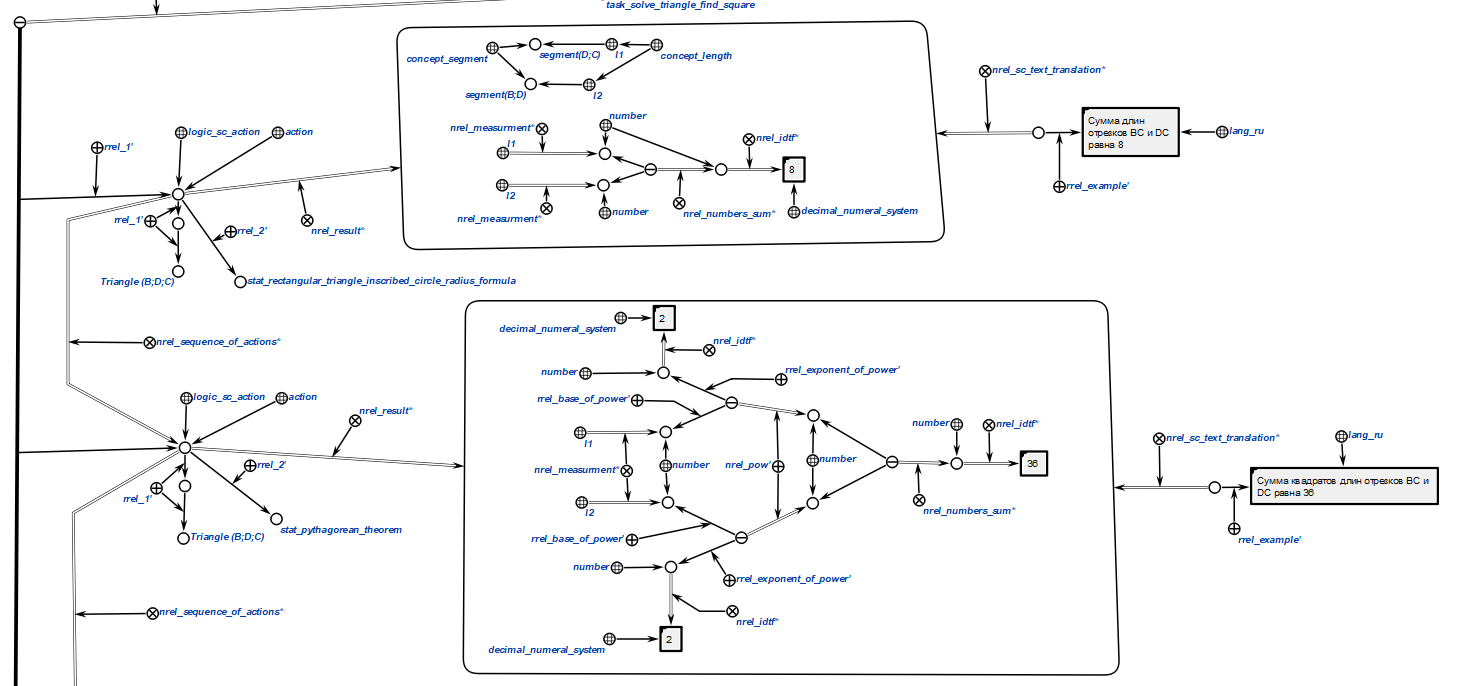 task_solve_triangle_find_square
concept_segment
segment(D;C)
l1
concept_length
segment(B;D)
l2
nrel_measurment*
number
l1
nrel_idtf*
8
l2
nrel_measurment*
number
nrel_numbers_sum*
decimal_numeral_system
nrel_sc_text_translation*
Сумма длин
отрезков ВС и DC
равна 8
lang_ru
rrel_example'
rrel_1'
logic_sc_action
action
rrel_1'
rrel_2'
nrel_result*
Triangle (B;D;C)
stat_rectangular_triangle_inscribed_circle_radius_formula
nrel_sequence_of_actions*
decimal_numeral_system
2
nrel_idtf*
number
rrel_exponent_of_power'
rrel_base_of_power'
l1
nrel_measurment*
number
nrel_pow'
number
number
nrel_idtf*
36
nrel_numbers_sum*
l2
rrel_base_of_power'
number
rrel_exponent_of_power'
nrel_idtf*
decimal_numeral_system
2
nrel_sc_text_translation*
lang_ru
Сумма квадратов длин отрезков ВС и
DC равна 36
rrel_example'
logic_sc_action
action
nrel_result*
rrel_2'
rrel_1'
stat_pythagorean_theorem
Triangle (B;D;C)
nrel_sequence_of_actions*